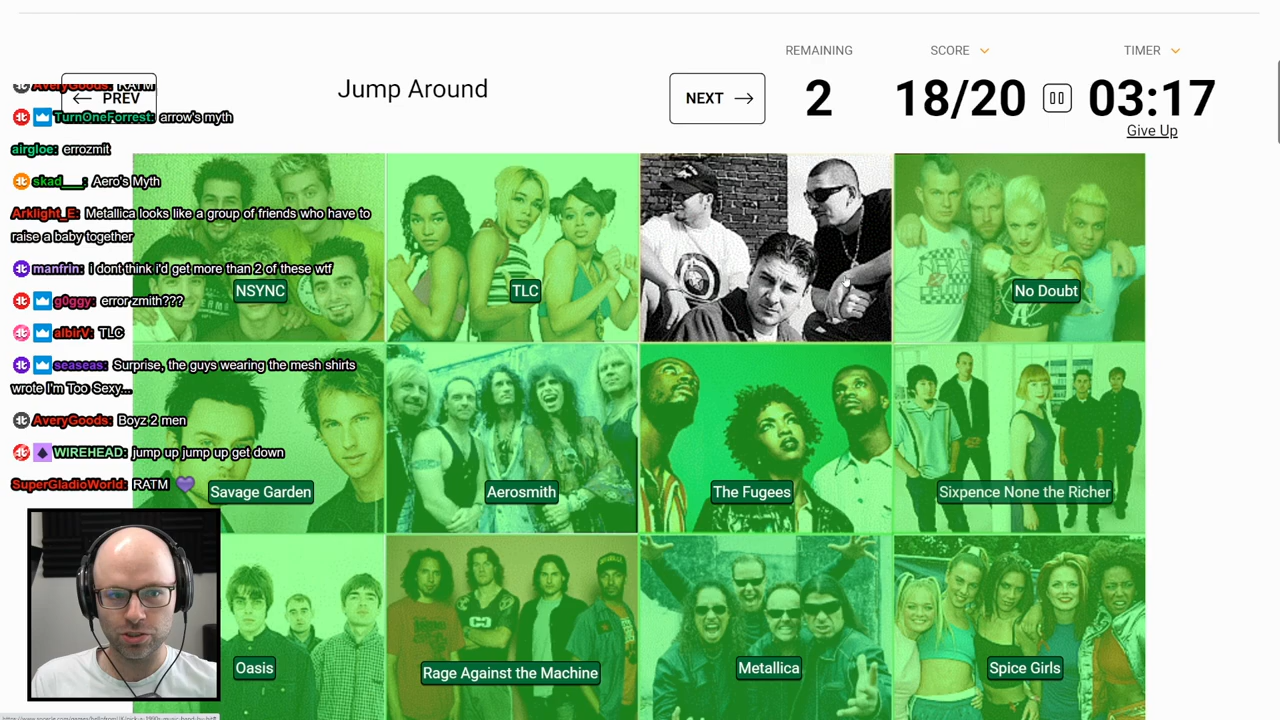 REMAINING
SCORE
TIMER
← PREV
Jump Around
NEXT →
2
18/20
03:17
Give Up
AveryGoods: RATM
TurnOneForrest: arrow's myth
airgloe: errozmit
skad___: Aero's Myth
Arklight_E: Metallica looks like a group of friends who have to
raise a baby together
manfrin: i dont think i'd get more than 2 of these wtf
g0ggy: error zmith???
albirV: TLC
seaseas: Surprise, the guys wearing the mesh shirts
wrote I'm Too Sexy...
AveryGoods: Boyz 2 men
WIREHEAD: jump up jump up get down
SuperGladioWorld: RATM
NSYNC
TLC
No Doubt
Savage Garden
Aerosmith
The Fugees
Sixpence None the Richer
Oasis
Rage Against the Machine
Metallica
Spice Girls